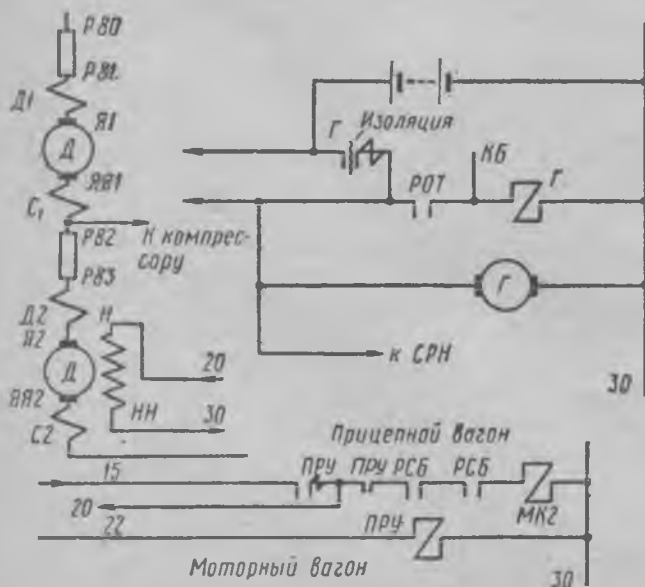 Р80
Р81
Д1
Я1
Д
ЯЯ1
С1
К компрес-
сору
Р82
Р83
Д2
Я2
Н
Д
ЯЯ2
НН
С2
20
30
Г
Изоляция
КБ
РОТ
Г
Г
к СРН
30
Прицепной вагон
15
ПРУ
ПРУ
РСБ
РСБ
МК2
20
22
ПРУ
Моторный вагон
30